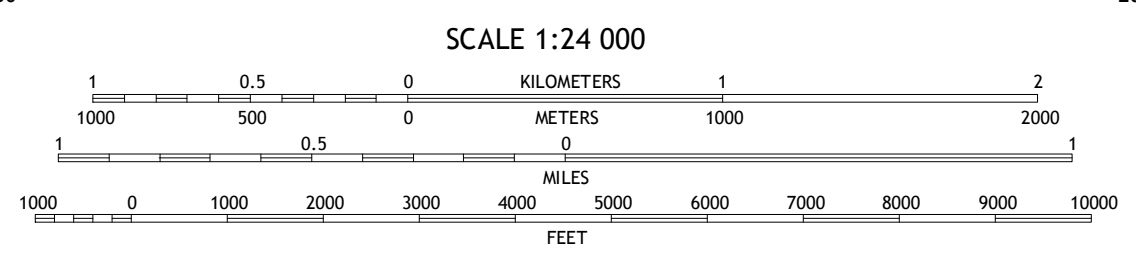 SCALE 1:24 000
1 0.5 0 KILOMETERS 1 2
1000 500 0 METERS 1000 2000
1 0.5 0 1
MILES
1000 0 1000 2000 3000 4000 5000 6000 7000 8000 9000 10000
FEET